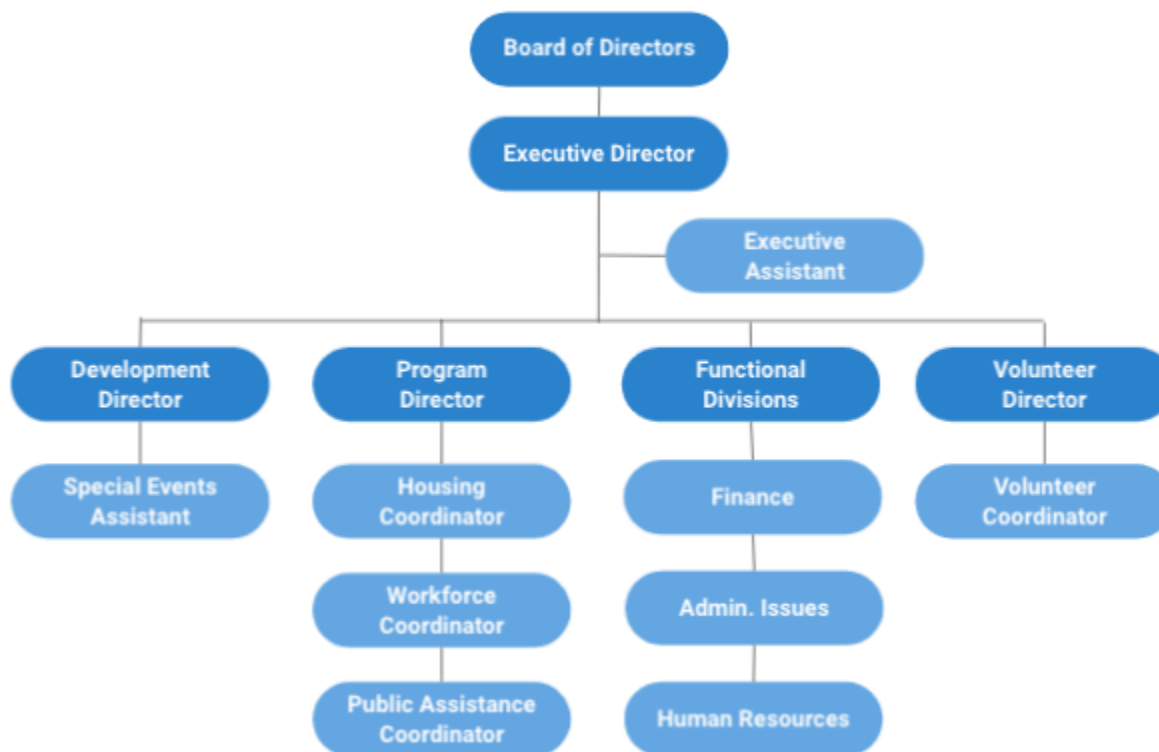 Board of Directors
Executive Director
Executive
Assistant
Development
Director
Program
Director
Functional
Divisions
Volunteer
Director
Special Events
Assistant
Housing
Coordinator
Finance
Volunteer
Coordinator
Workforce
Coordinator
Admin. Issues
Public Assistance
Coordinator
Human Resources